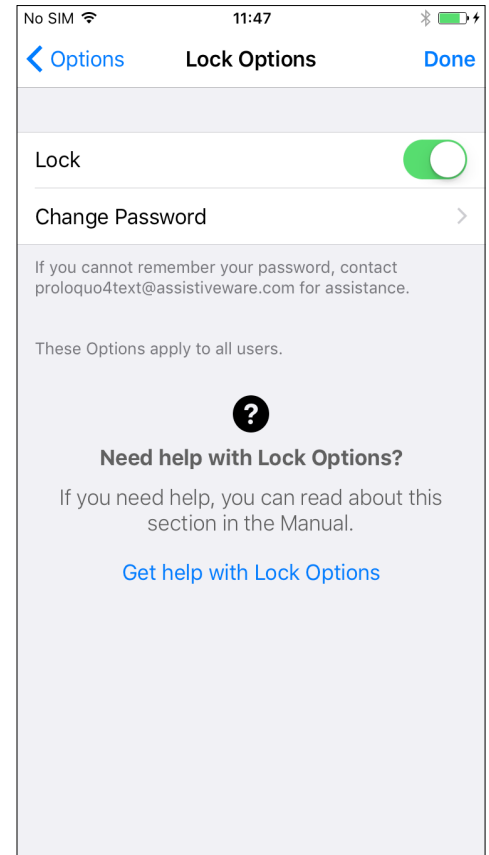 No SIM 11:47
Options Lock Options Done
Lock
Change Password
If you cannot remember your password, contact
proloquo4text@assistiveware.com for assistance.
These Options apply to all users.
?
Need help with Lock Options?
If you need help, you can read about this
section in the Manual.
Get help with Lock Options